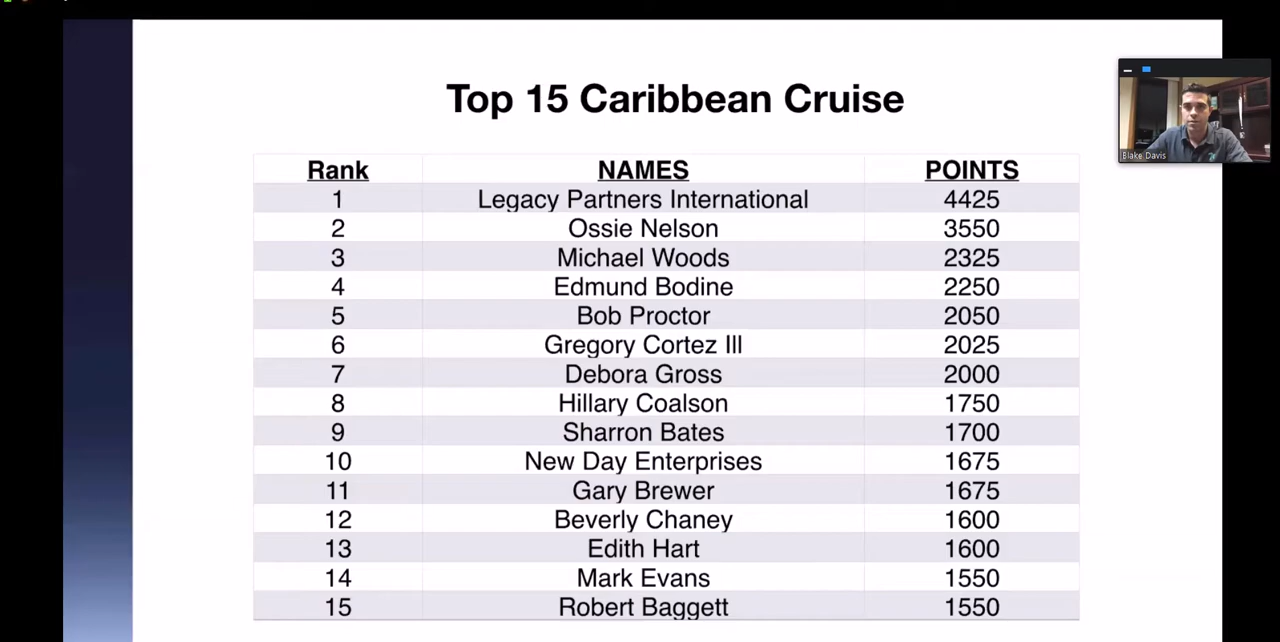 Top 15 Caribbean Cruise
Rank NAMES POINTS
1 Legacy Partners International 4425
2 Ossie Nelson 3550
3 Michael Woods 2325
4 Edmund Bodine 2250
5 Bob Proctor 2050
6 Gregory Cortez III 2025
7 Debora Gross 2000
8 Hillary Coalson 1750
9 Sharron Bates 1700
10 New Day Enterprises 1675
11 Gary Brewer 1675
12 Beverly Chaney 1600
13 Edith Hart 1600
14 Mark Evans 1550
15 Robert Baggett 1550
Blake Davis